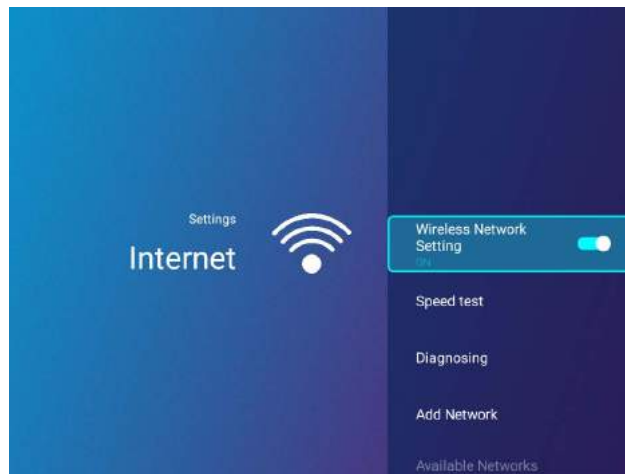 Settings
Internet
Wireless Network
Setting
ON
Speed test
Diagnosing
Add Network
Available Networks